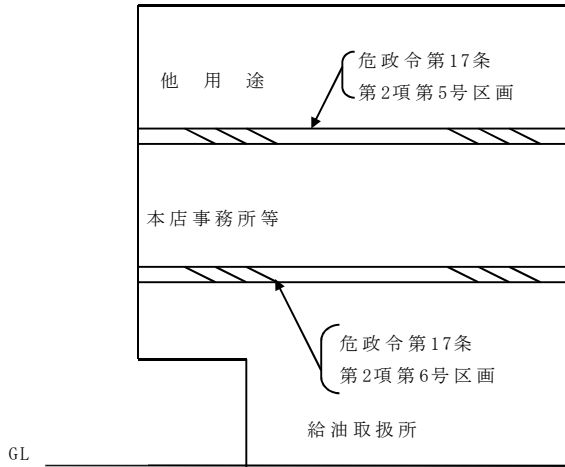 危政令第17条
他用途
第2項第5号区画
本店事務所等
危政令第17条
第2項第6号区画
給油取扱所
GL